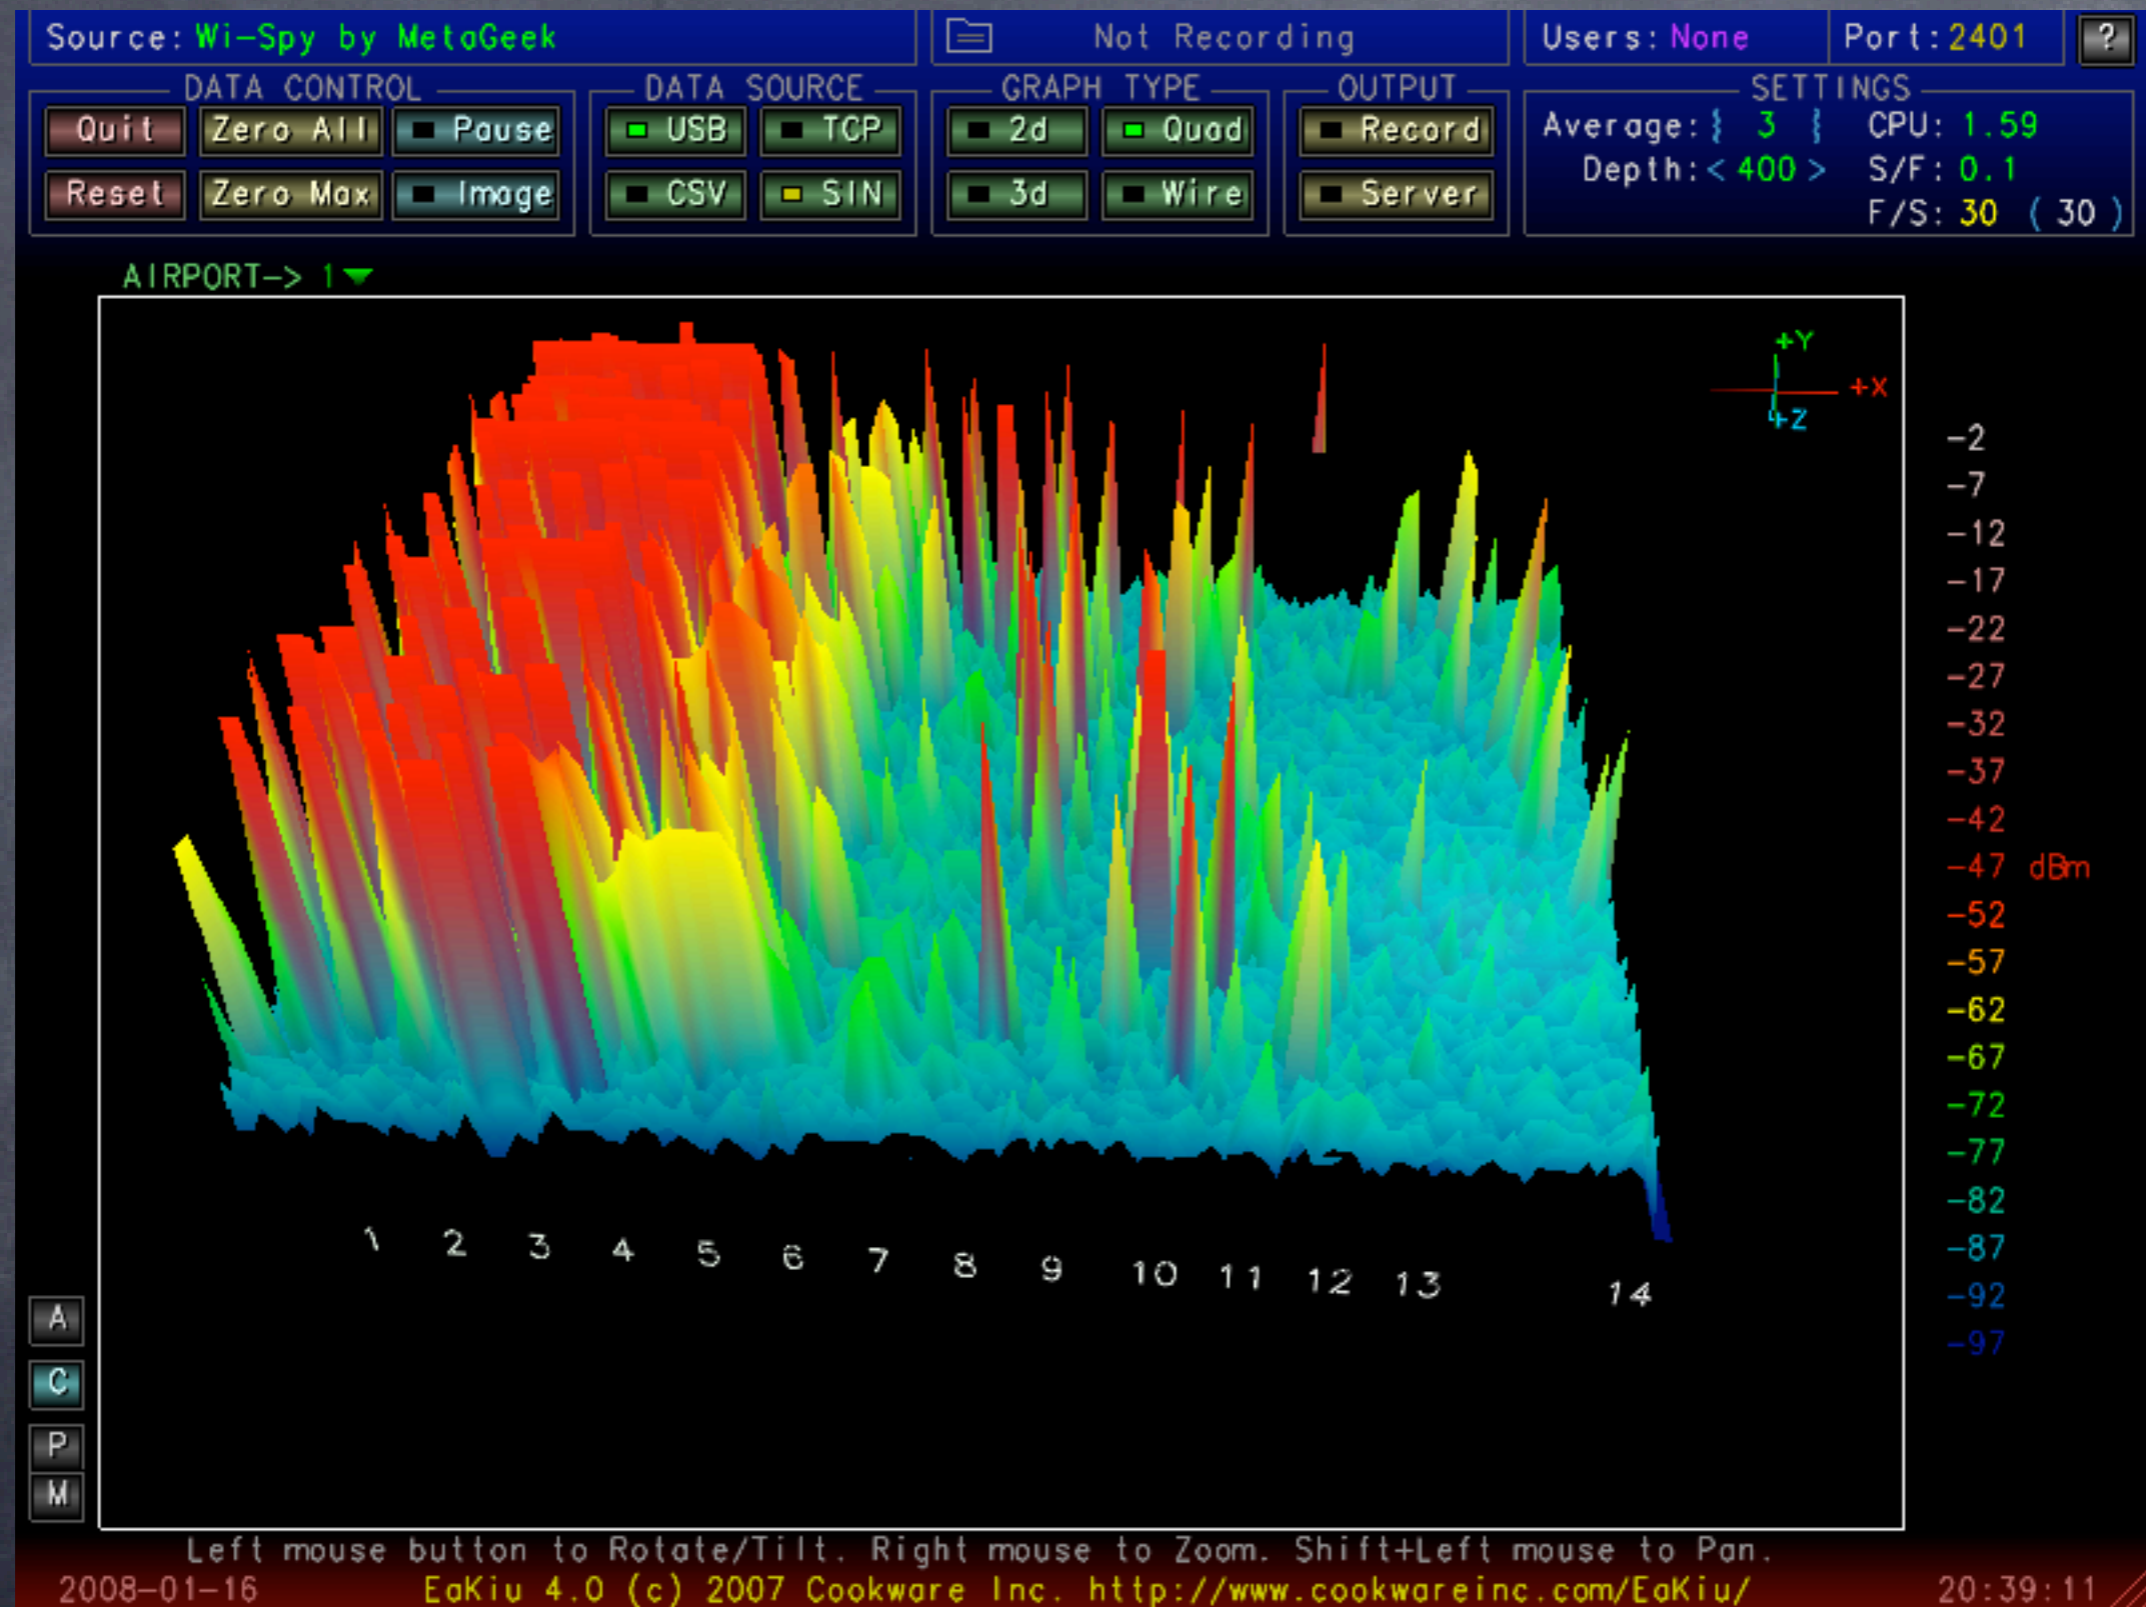 Source: Wi-Spy by MetaGeek
Not Recording
Users: None
Port: 2401
?
DATA CONTROL
DATA SOURCE
GRAPH TYPE
OUTPUT
SETTINGS
Quit Zero All Pause
USB TCP
2d Quad
Record
Average: { 3 } CPU: 1.59
Reset Zero Max Image
CSV SIN
3d Wire
Server
Depth: < 400 > S/F: 0.1
F/S: 30 ( 30 )
AIRPORT-> 1
+Y
+X
+Z
-2
-7
-12
-17
-22
-27
-32
-37
-42
-47 dBm
-52
-57
-62
-67
-72
-77
-82
-87
-92
-97
1 2 3 4 5 6 7 8 9 10 11 12 13 14
A
C
P
M
Left mouse button to Rotate/Tilt. Right mouse to Zoom. Shift+Left mouse to Pan.
2008-01-16 EaKiu 4.0 (c) 2007 Cookware Inc. http://www.cookwareinc.com/EaKiu/ 20:39:11